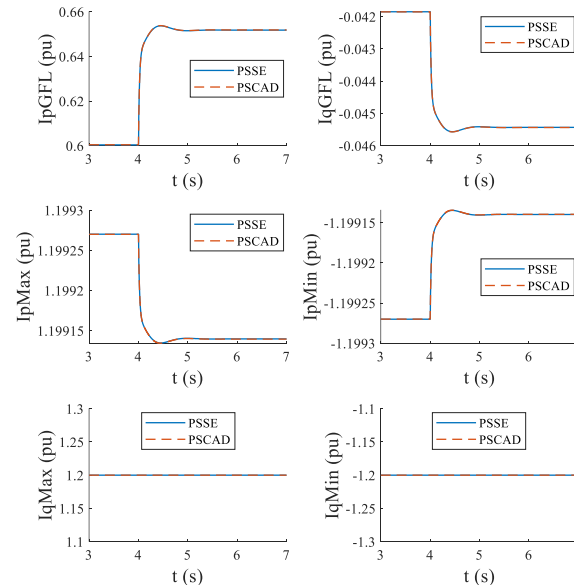 IpGFL (pu)
0.66
0.64
0.62
0.6
3 4 5 6 7
t (s)
PSSE
PSCAD
IqGFL (pu)
-0.042
-0.043
-0.045
-0.046
3 4 5 6
t (s)
PSSE
PSCAD
IpMax (pu)
1.1993
1.19925
1.1992
1.19915
3 4 5 6 7
t (s)
PSSE
PSCAD
IpMin (pu)
-1.19915
-1.1992
-1.19925
-1.1993
3 4 5 6
t (s)
PSSE
PSCAD
IqMax (pu)
1.3
1.25
1.2
1.15
1.1
3 4 5 6 7
t (s)
PSSE
PSCAD
IqMin (pu)
-1.1
-1.15
-1.2
-1.25
-1.3
3 4 5 6
t (s)
PSSE
PSCAD